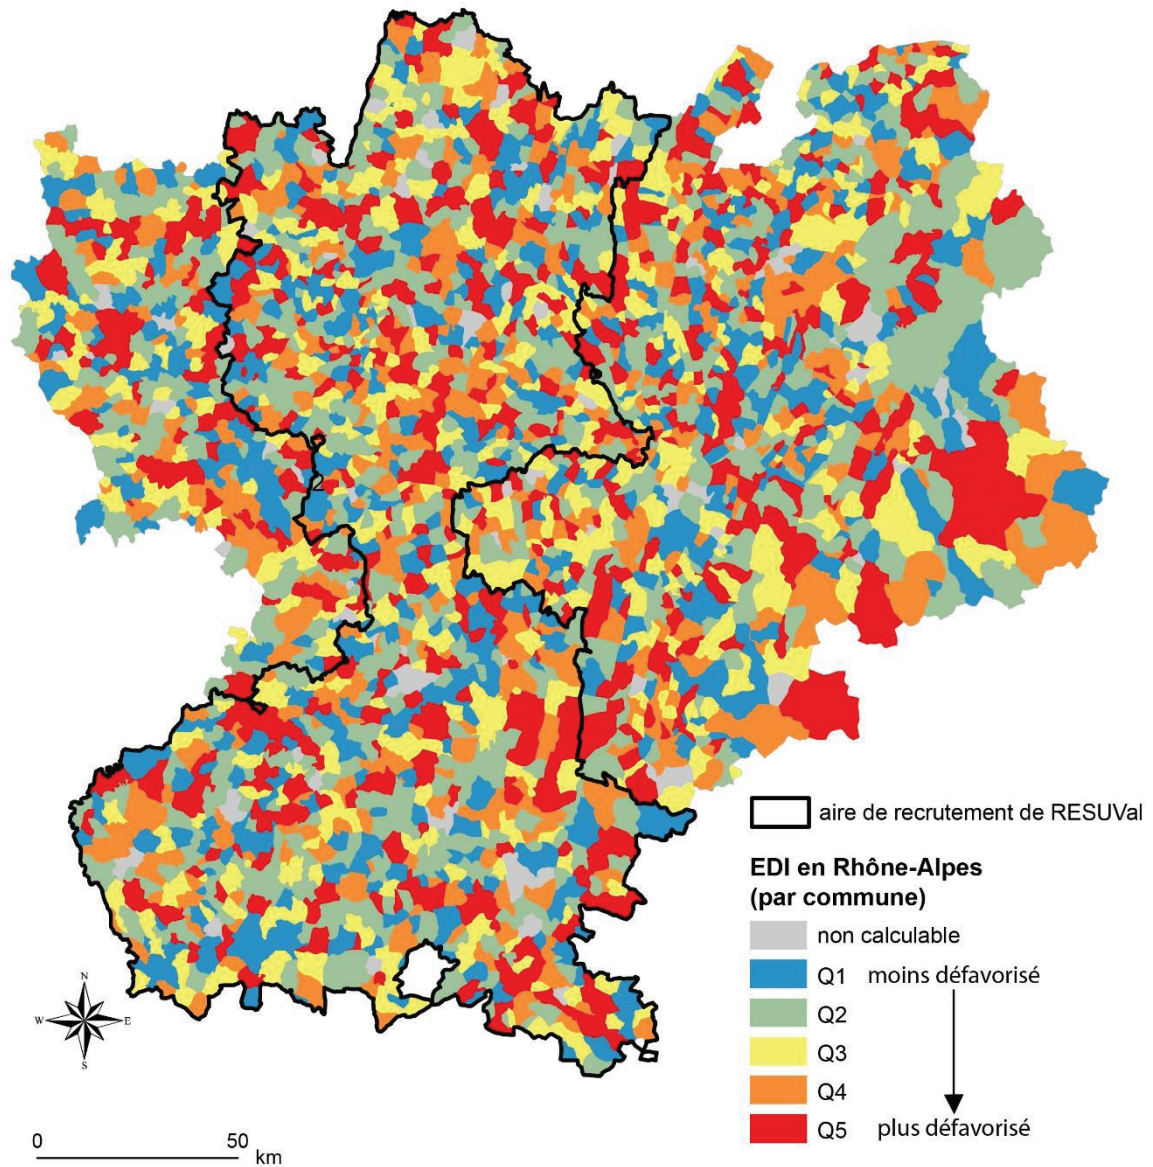 2
aire de recrutement de RESUVal
EDI en Rhône-Alpes
(par commune)
non calculable
Q1 moins défavorisé
Q2
Q3
Q4
Q5 plus défavorisé
N
W E
S
0 50
km